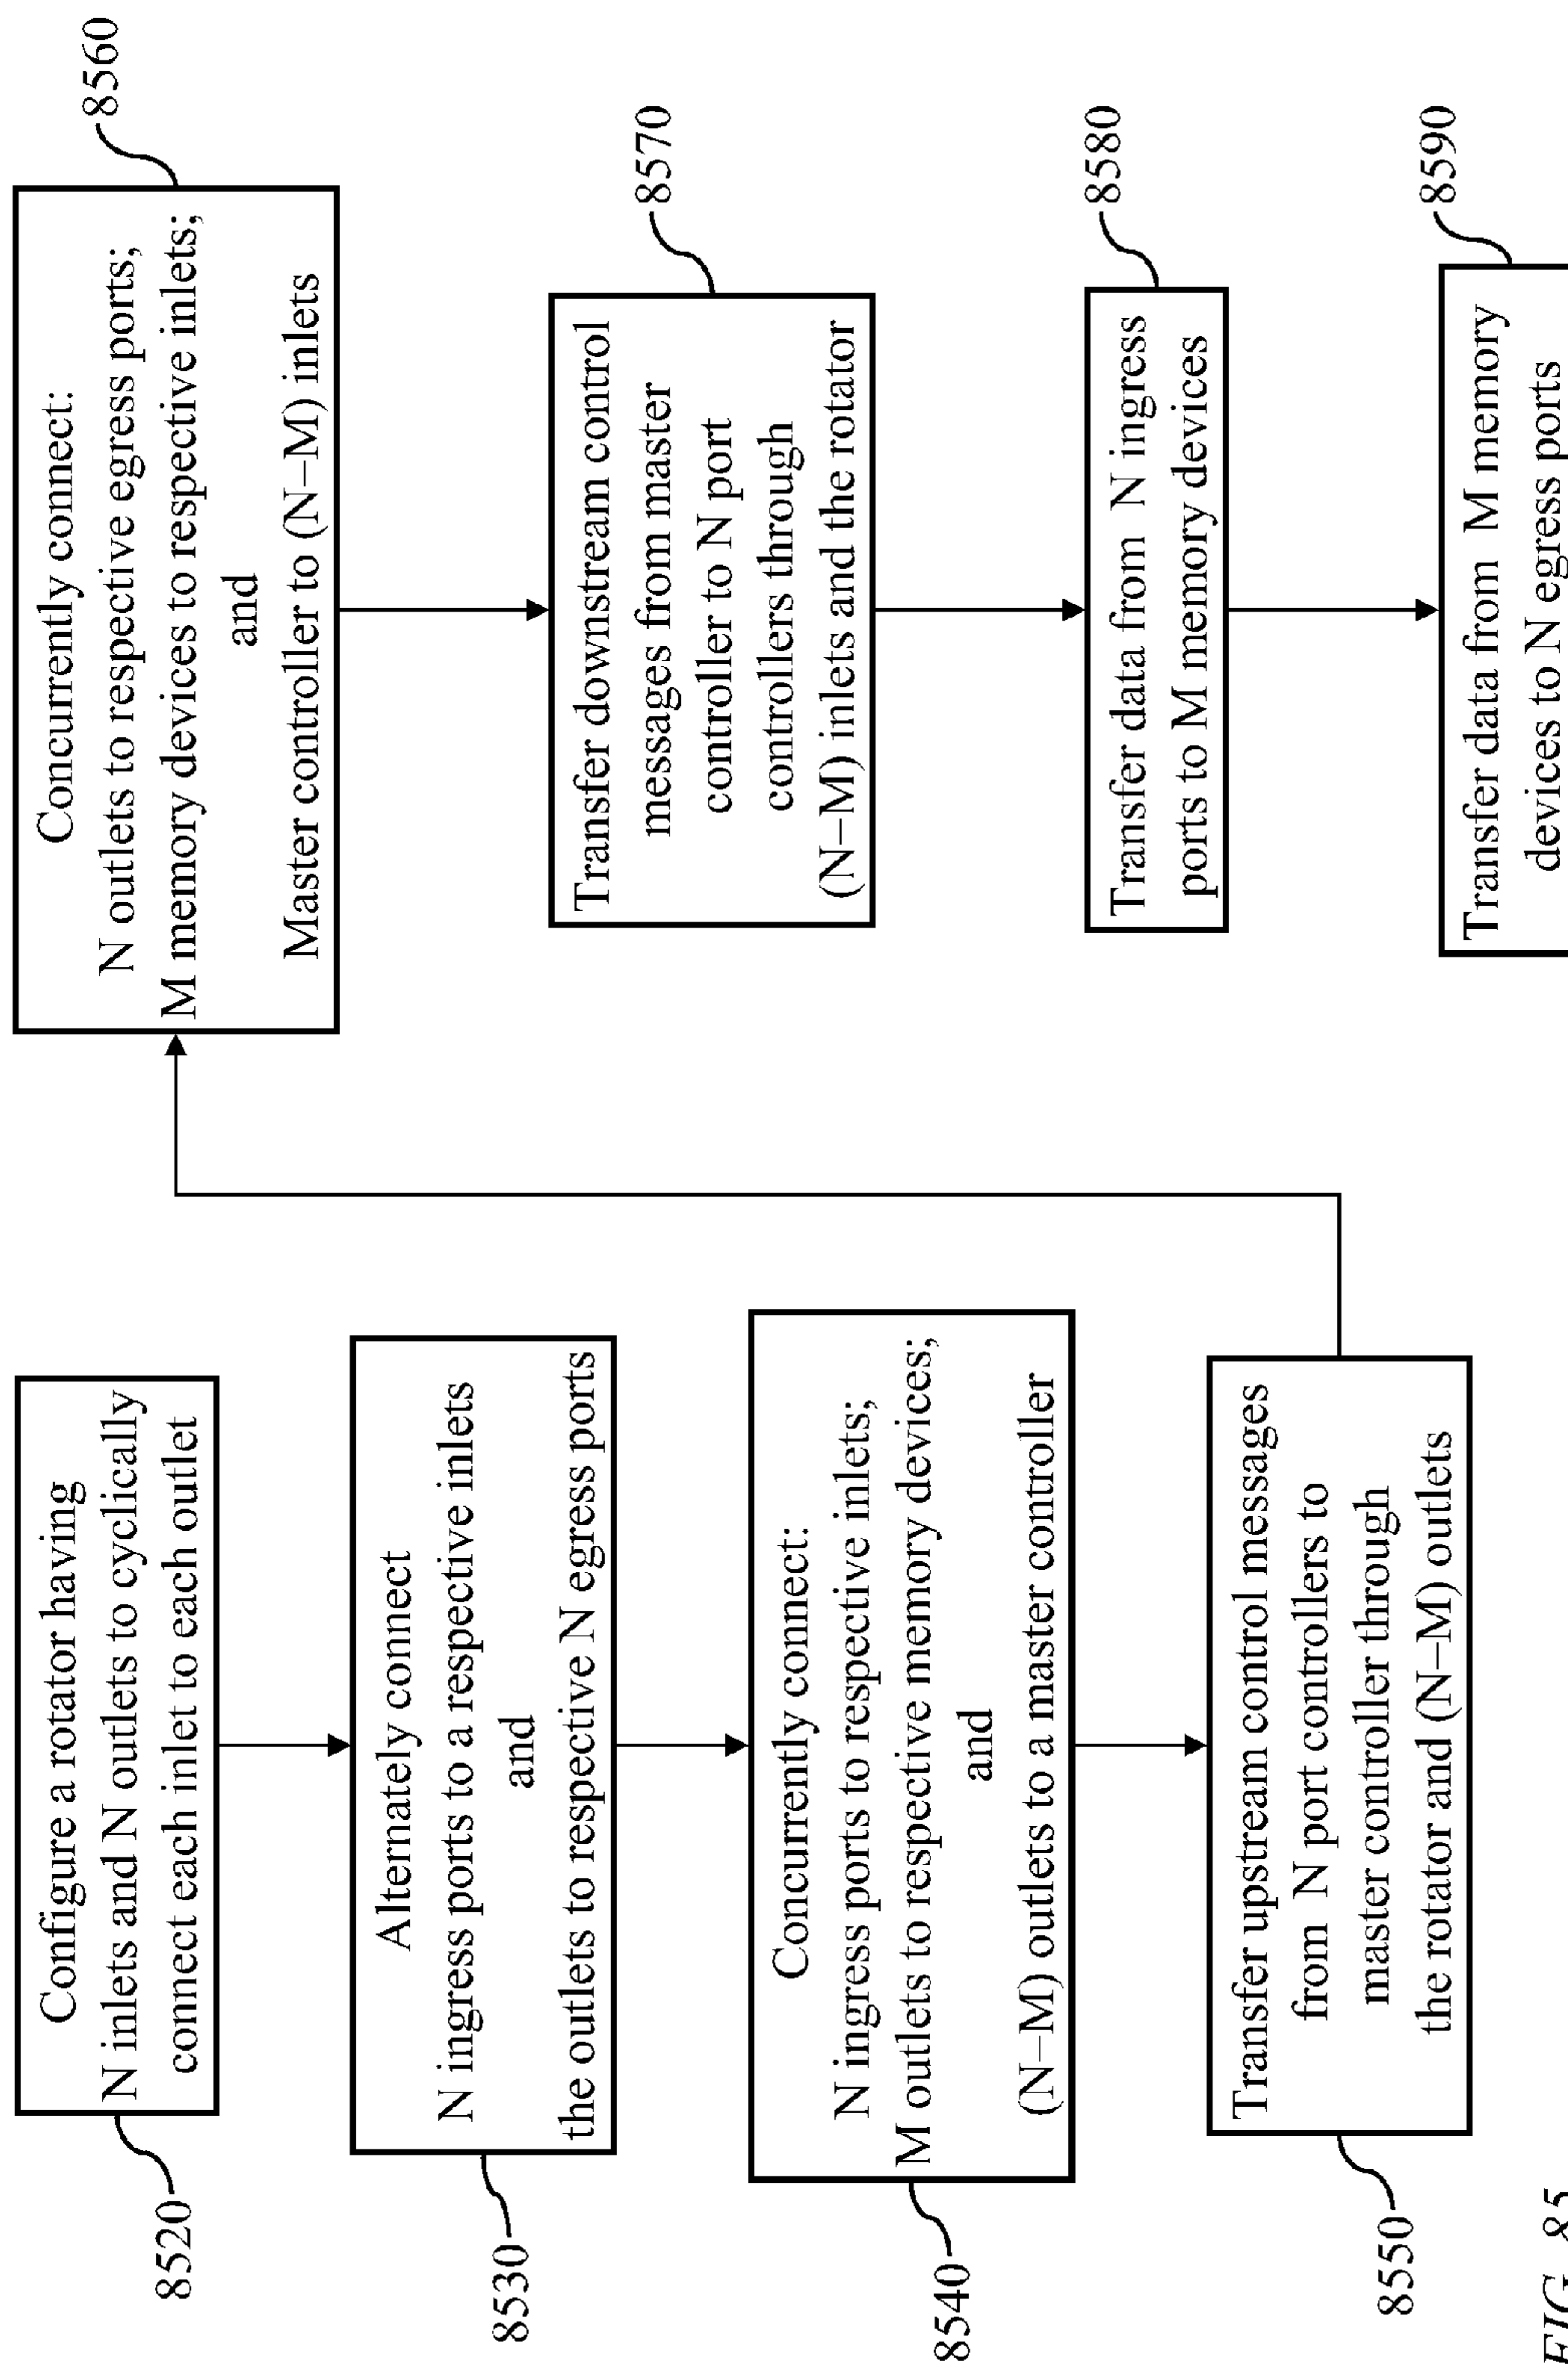 8520
Configure a rotator having
N inlets and N outlets to cyclically
connect each inlet to each outlet
8530
Alternately connect
N ingress ports to a respective inlets
and
the outlets to respective N egress ports
8540
Concurrently connect:
N ingress ports to respective inlets;
M outlets to respective memory devices;
and
(N–M) outlets to a master controller
8550
Transfer upstream control messages
from N port controllers to
master controller through
the rotator and (N–M) outlets
8560
Concurrently connect:
N outlets to respective egress ports;
M memory devices to respective inlets;
and
Master controller to (N–M) inlets
8570
Transfer downstream control
messages from master
controller to N port
controllers through
(N–M) inlets and the rotator
8580
Transfer data from N ingress
ports to M memory devices
8590
Transfer data from M memory
devices to N egress ports
FIG. 85